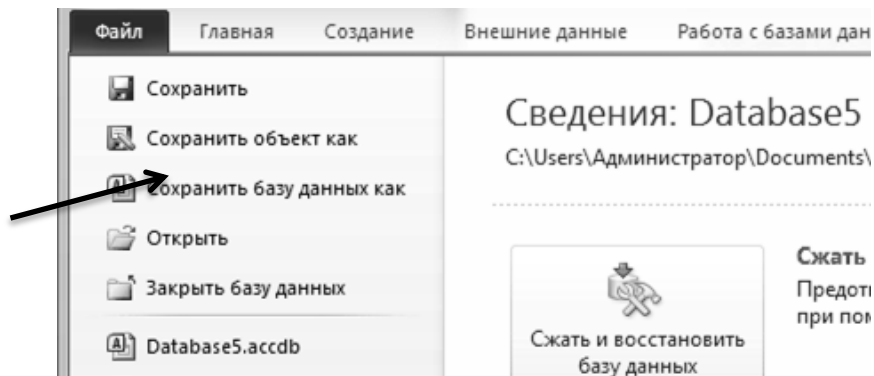 Файл Главная Создание Внешние данные Работа с базами дан
Сохранить
Сохранить объект как
Сохранить базу данных как
Открыть
Закрыть базу данных
Database5.accdb
Сведения: Database5
C:\Users\Администратор\Documents\
Сжать и восстановить
базу данных
Сжать
Предот
при пом